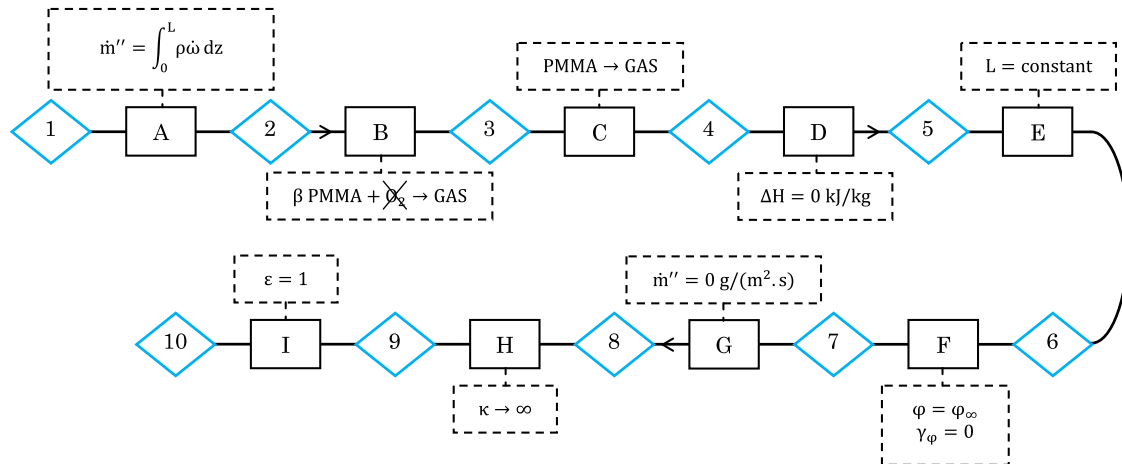 ṁ′′ = ∫₀ᴸ ρω̇ dz
PMMA → GAS
L = constant
1 A 2 B 3 C 4 D 5 E
β PMMA + O₂ → GAS
ΔH = 0 kJ/kg
ε = 1
ṁ′′ = 0 g/(m². s)
10 I 9 H 8 G 7 F 6
κ → ∞
φ = φ∞
γφ = 0